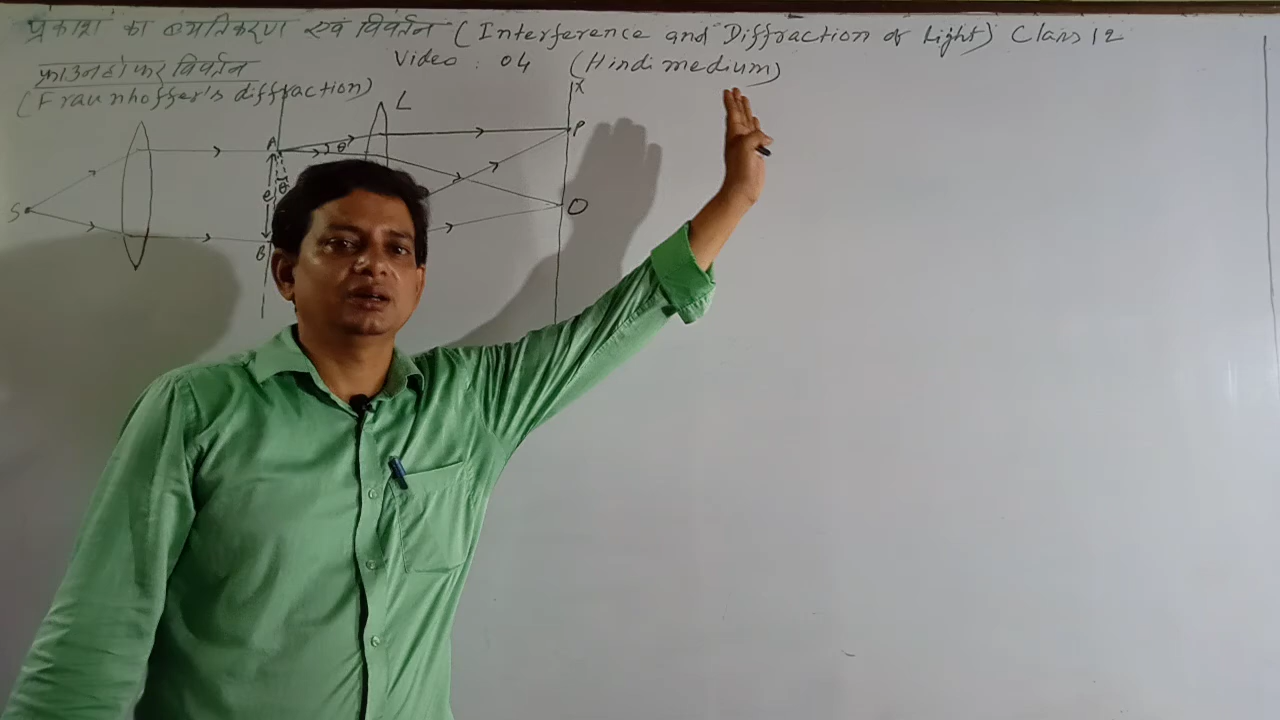 प्रकाश का व्यतिकरण एवं विवर्तन (Interference and Diffraction of Light) Class 12
Video : 04 (Hindi medium)
फ्राउनहोफर विवर्तन
(Fraunhoffer's diffraction)
X
L
A
θ
P
θ
e
S
O
B